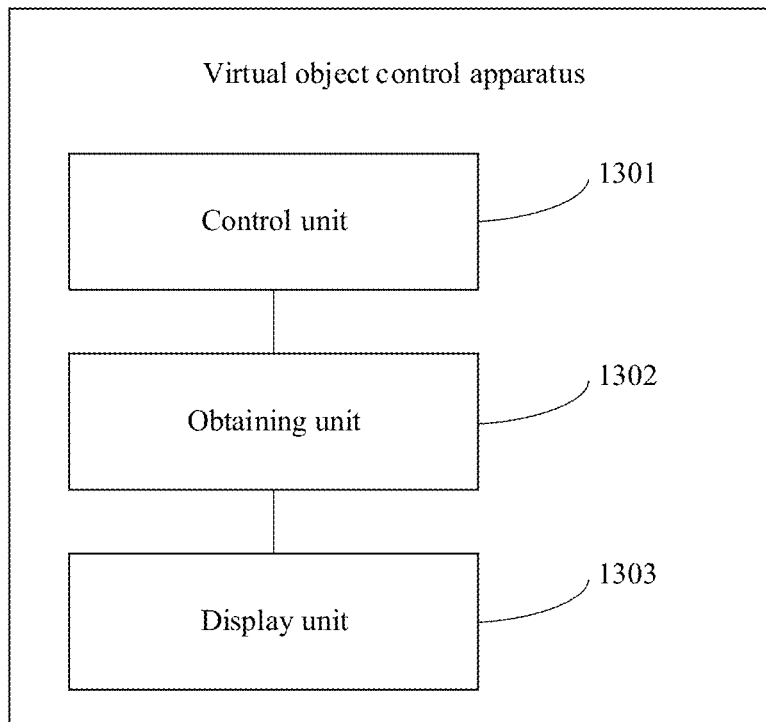 Virtual object control apparatus
1301
Control unit
1302
Obtaining unit
1303
Display unit